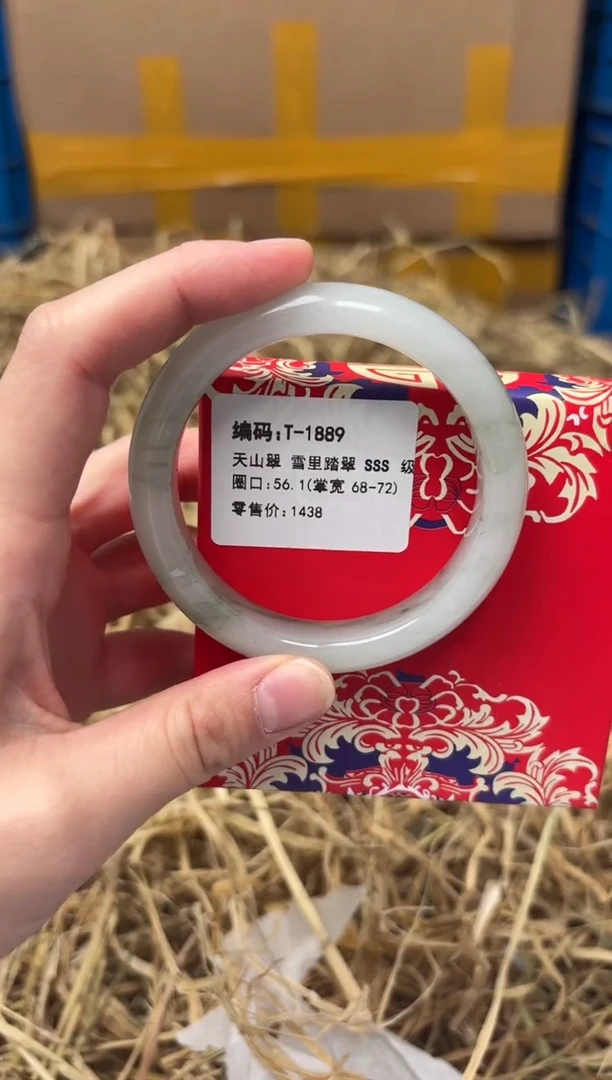 编码:T-1889
天山翠 雪里踏翠 SSS 级
圈口:56.1(掌宽 68-72)
零售价:1438